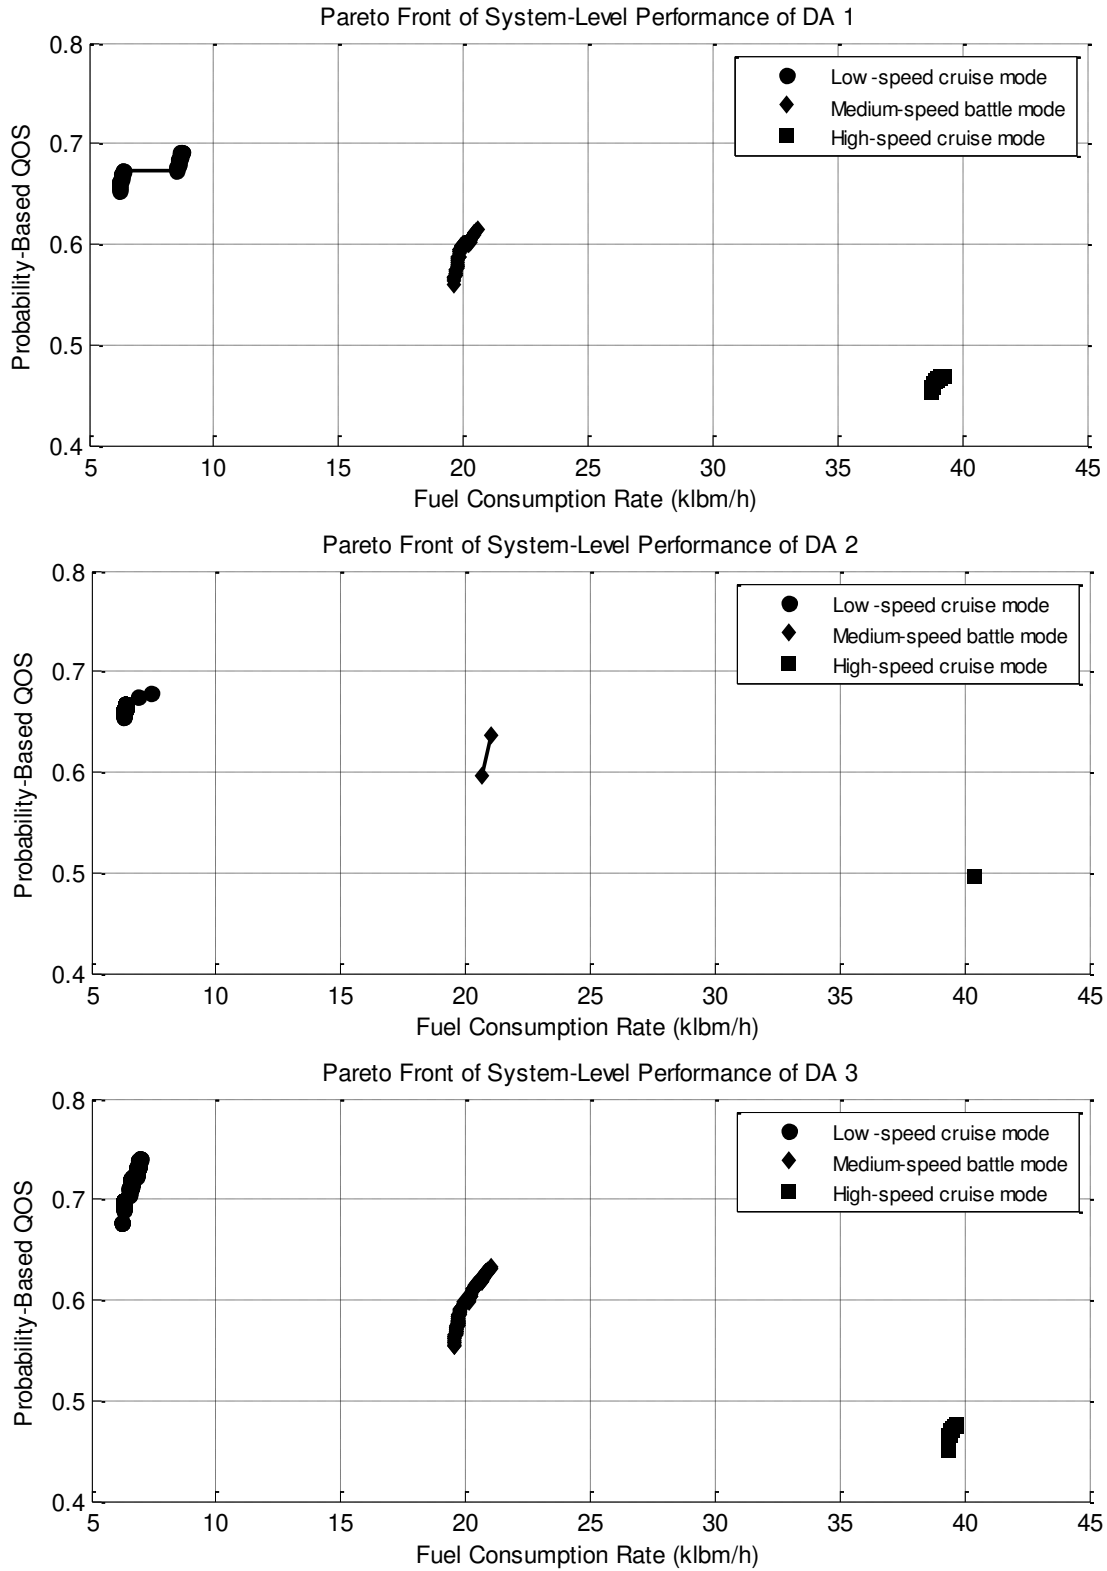 Pareto Front of System-Level Performance of DA 1
0.8
0.7
0.6
0.5
0.4
Probability-Based QOS
Low-speed cruise mode
Medium-speed battle mode
High-speed cruise mode
5 10 15 20 25 30 35 40 45
Fuel Consumption Rate (klbm/h)
Pareto Front of System-Level Performance of DA 2
0.8
0.7
0.6
0.5
0.4
Probability-Based QOS
Low-speed cruise mode
Medium-speed battle mode
High-speed cruise mode
5 10 15 20 25 30 35 40 45
Fuel Consumption Rate (klbm/h)
Pareto Front of System-Level Performance of DA 3
0.8
0.7
0.6
0.5
0.4
Probability-Based QOS
Low-speed cruise mode
Medium-speed battle mode
High-speed cruise mode
5 10 15 20 25 30 35 40 45
Fuel Consumption Rate (klbm/h)